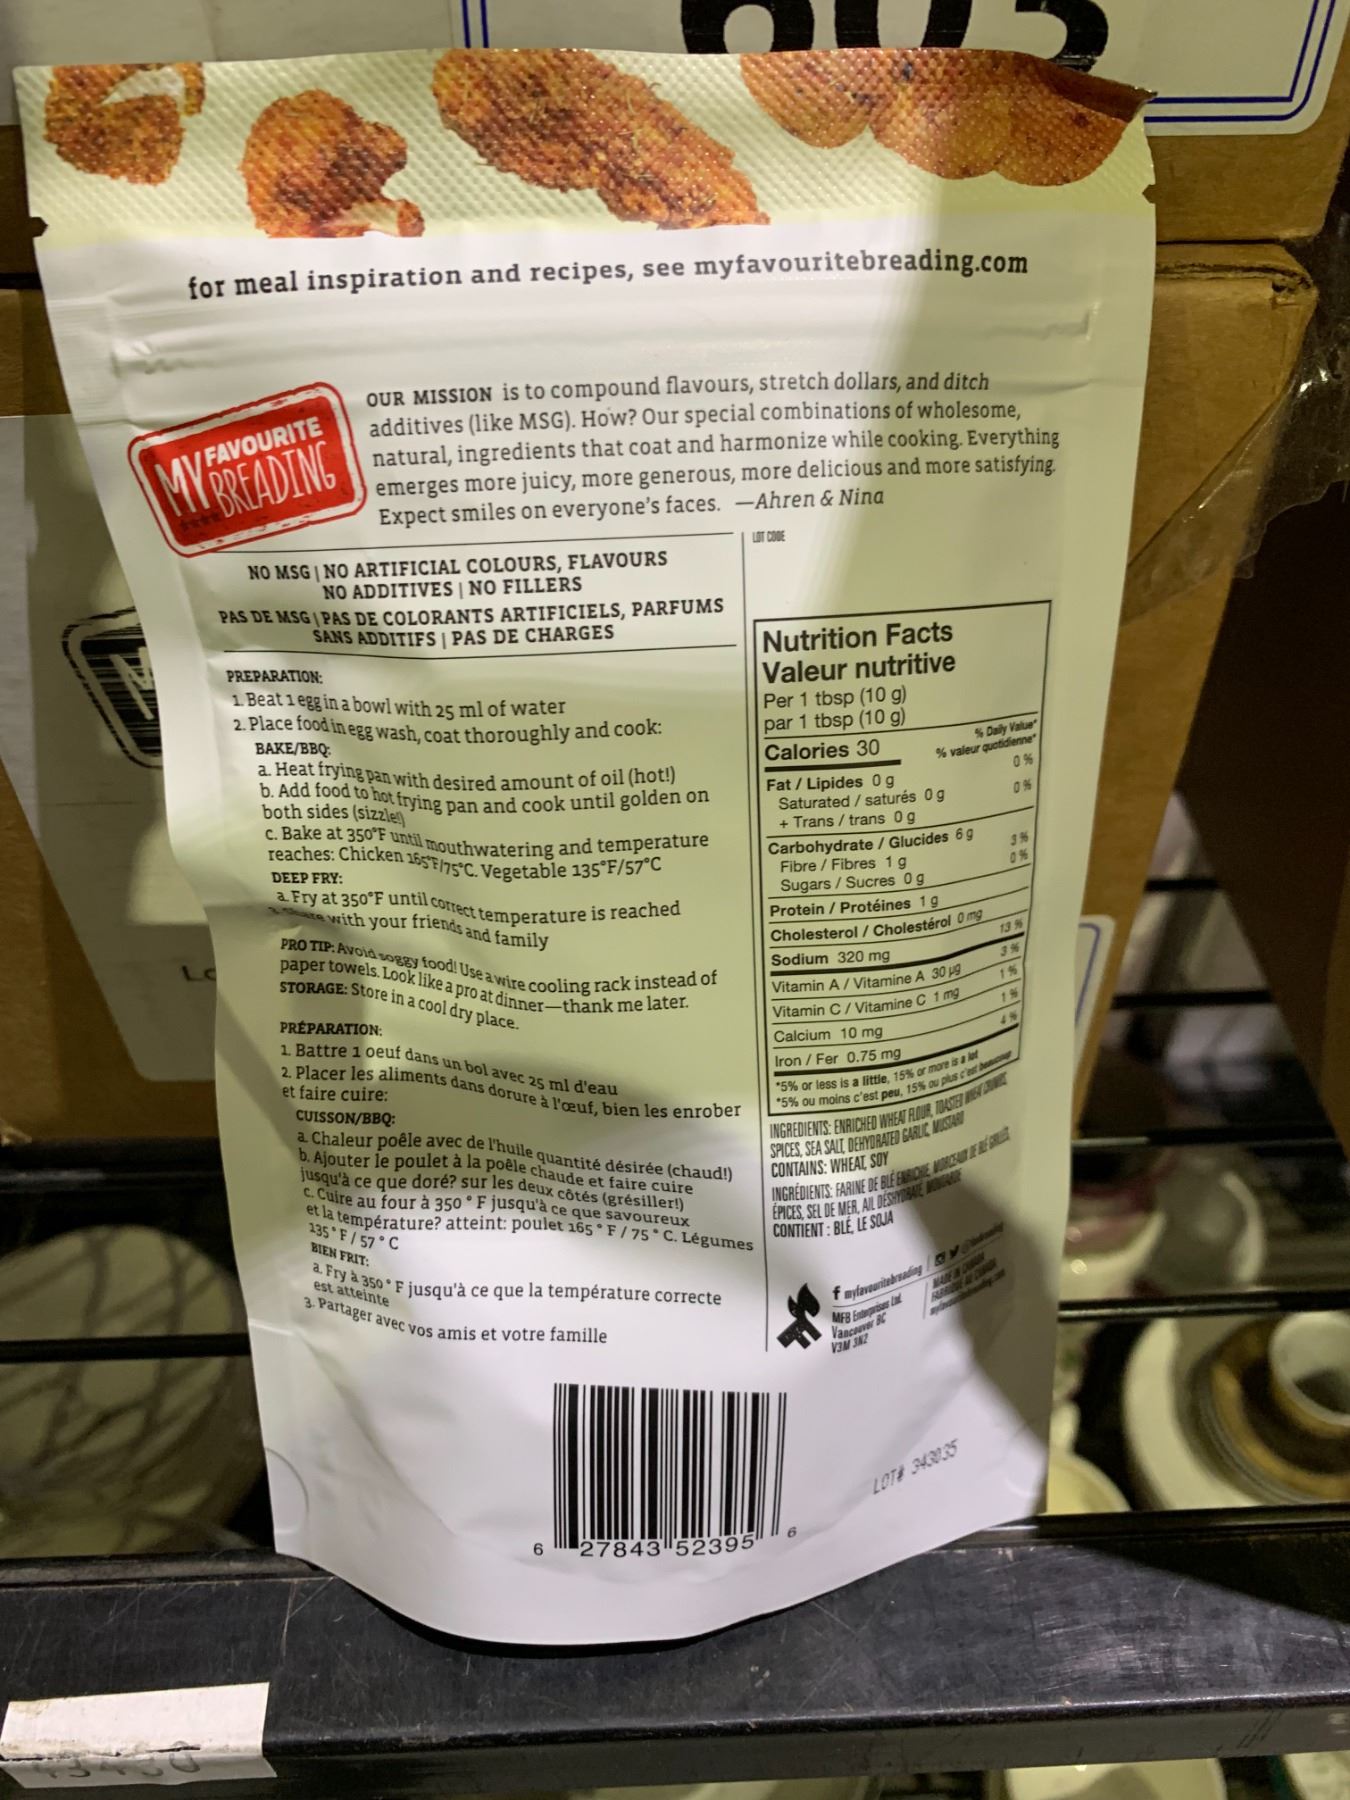 for meal inspiration and recipes, see myfavouritebreading.com
MY FAVOURITE
BREADING
OUR MISSION is to compound flavours, stretch dollars, and ditch
additives (like MSG). How? Our special combinations of wholesome,
natural, ingredients that coat and harmonize while cooking. Everything
emerges more juicy, more generous, more delicious and more satisfying.
Expect smiles on everyone's faces. —Ahren & Nina
NO MSG | NO ARTIFICIAL COLOURS, FLAVOURS
NO ADDITIVES | NO FILLERS
PAS DE MSG | PAS DE COLORANTS ARTIFICIELS, PARFUMS
SANS ADDITIFS | PAS DE CHARGES
PREPARATION:
1. Beat 1 egg in a bowl with 25 ml of water
2. Place food in egg wash, coat thoroughly and cook:
BAKE/BBQ:
a. Heat frying pan with desired amount of oil (hot!)
b. Add food to hot frying pan and cook until golden on
both sides (sizzle!)
c. Bake at 350°F until mouthwatering and temperature
reaches: Chicken 165°F/75°C. Vegetable 135°F/57°C
DEEP FRY:
a. Fry at 350°F until correct temperature is reached
with your friends and family
PRO TIP: Avoid soggy food! Use a wire cooling rack instead of
paper towels. Look like a pro at dinner—thank me later.
STORAGE: Store in a cool dry place.
PRÉPARATION:
1. Battre 1 oeuf dans un bol avec 25 ml d'eau
2. Placer les aliments dans dorure à l'œuf, bien les enrober
et faire cuire:
CUISSON/BBQ:
a. Chaleur poêle avec de l'huile quantité désirée (chaud!)
b. Ajouter le poulet à la poêle chaude et faire cuire
jusqu'à ce que doré? sur les deux côtés (grésiller!)
c. Cuire au four à 350 ° F jusqu'à ce que savoureux
et la température? atteint: poulet 165 ° F / 75 ° C. Légumes
135 ° F / 57 ° C
BIEN FRIT:
a. Fry à 350 ° F jusqu'à ce que la température correcte
est atteinte
3. Partager avec vos amis et votre famille
LOT CODE
Nutrition Facts
Valeur nutritive
Per 1 tbsp (10 g)
par 1 tbsp (10 g)
Calories 30
% Daily Value*
% valeur quotidienne*
Fat / Lipides 0 g 0 %
Saturated / saturés 0 g
+ Trans / trans 0 g 0 %
Carbohydrate / Glucides 6 g
Fibre / Fibres 1 g 3 %
Sugars / Sucres 0 g 0 %
Protein / Protéines 1 g
Cholesterol / Cholestérol 0 mg
Sodium 320 mg 13 %
Vitamin A / Vitamine A 30 µg 3 %
Vitamin C / Vitamine C 1 mg 1 %
Calcium 10 mg 1 %
Iron / Fer 0.75 mg 4 %
*5% or less is a little, 15% or more is a lot
*5% ou moins c'est peu, 15% ou plus c'est beaucoup
INGREDIENTS: ENRICHED WHEAT FLOUR, TOASTED WHEAT CRUMBS,
SPICES, SEA SALT, DEHYDRATED GARLIC, MUSTARD
CONTAINS: WHEAT, SOY
INGRÉDIENTS: FARINE DE BLÉ ENRICHIE, MORCEAUX DE BLÉ GRILLÉS,
ÉPICES, SEL DE MER, AIL DÉSHYDRATÉ, MOUTARDE
CONTIENT : BLÉ, LE SOJA
f myfavouritebreading
MFB Enterprises Ltd.
Vancouver BC
V3M 3N2
MADE IN CANADA
FABRIQUÉ AU CANADA
LOT# 343035
6 27843 52395 6
603